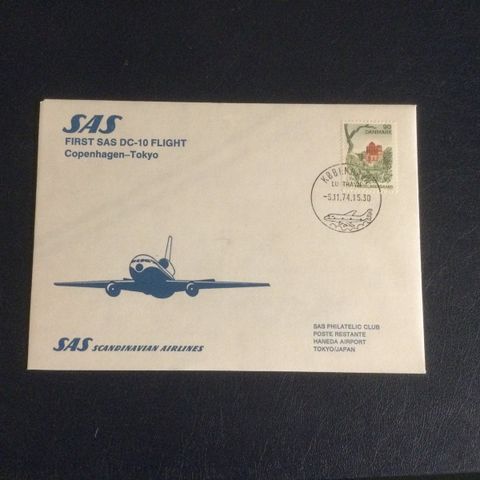 SAS
FIRST SAS DC-10 FLIGHT
Copenhagen–Tokyo
90
DANMARK
LUFTHAVN
-5.11.74.15.30
SAS PHILATELIC CLUB
POSTE RESTANTE
HANEDA AIRPORT
TOKYO/JAPAN
SAS SCANDINAVIAN AIRLINES